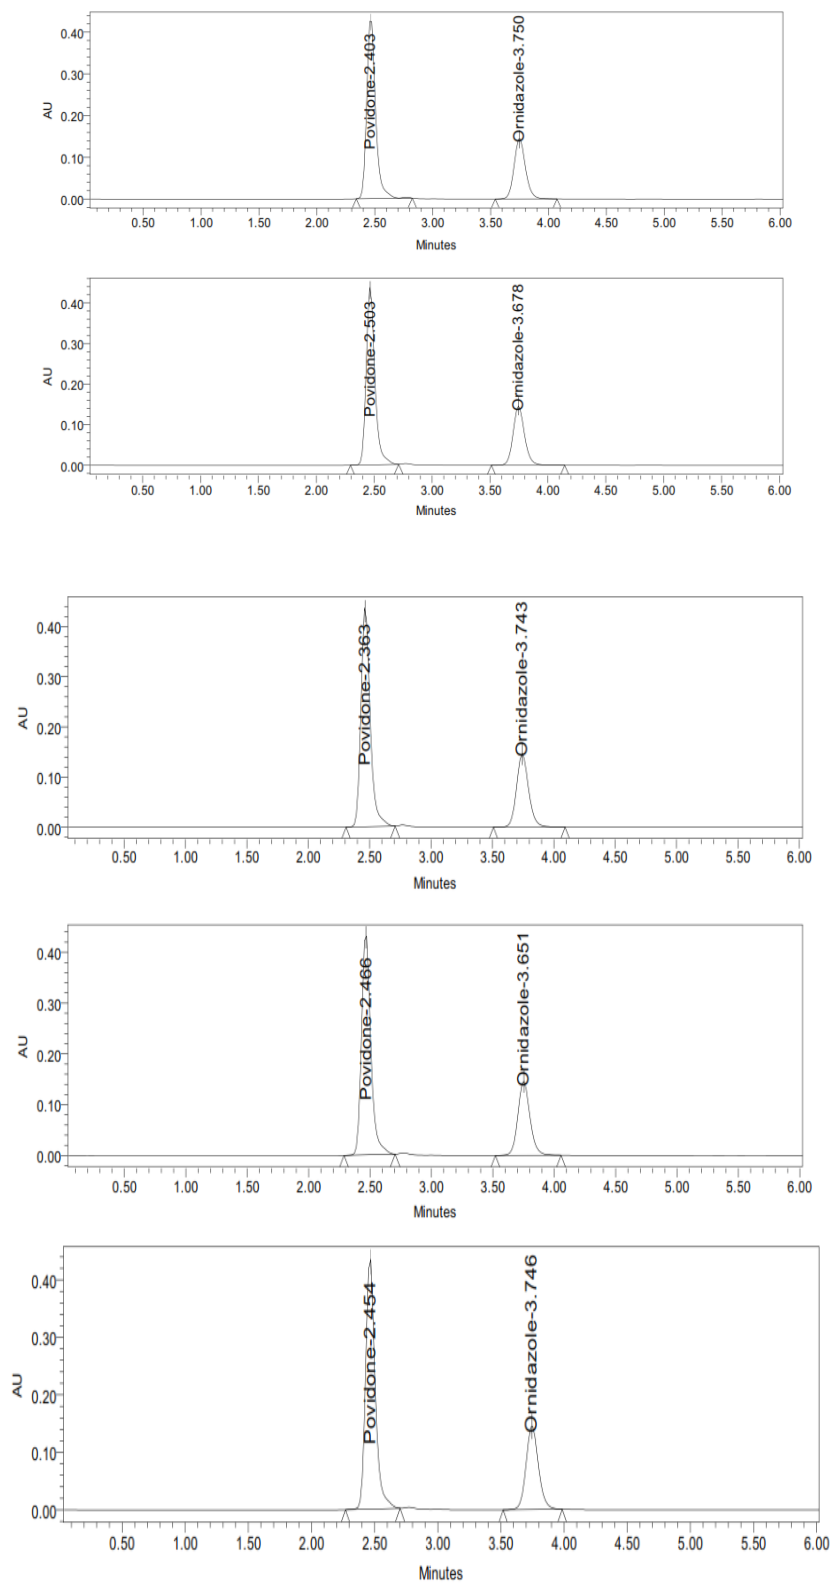 0.40
0.30
0.20
0.10
0.00
AU
Povidone-2.403
Ornidazole-3.750
0.50 1.00 1.50 2.00 2.50 3.00 3.50 4.00 4.50 5.00 5.50 6.00
Minutes
0.40
0.30
0.20
0.10
0.00
AU
Povidone-2.503
Ornidazole-3.678
0.50 1.00 1.50 2.00 2.50 3.00 3.50 4.00 4.50 5.00 5.50 6.00
Minutes
0.40
0.30
0.20
0.10
0.00
AU
Povidone-2.363
Ornidazole-3.743
0.50 1.00 1.50 2.00 2.50 3.00 3.50 4.00 4.50 5.00 5.50 6.00
Minutes
0.40
0.30
0.20
0.10
0.00
AU
Povidone-2.466
Ornidazole-3.651
0.50 1.00 1.50 2.00 2.50 3.00 3.50 4.00 4.50 5.00 5.50 6.00
Minutes
0.40
0.30
0.20
0.10
0.00
AU
Povidone-2.454
Ornidazole-3.746
0.50 1.00 1.50 2.00 2.50 3.00 3.50 4.00 4.50 5.00 5.50 6.00
Minutes